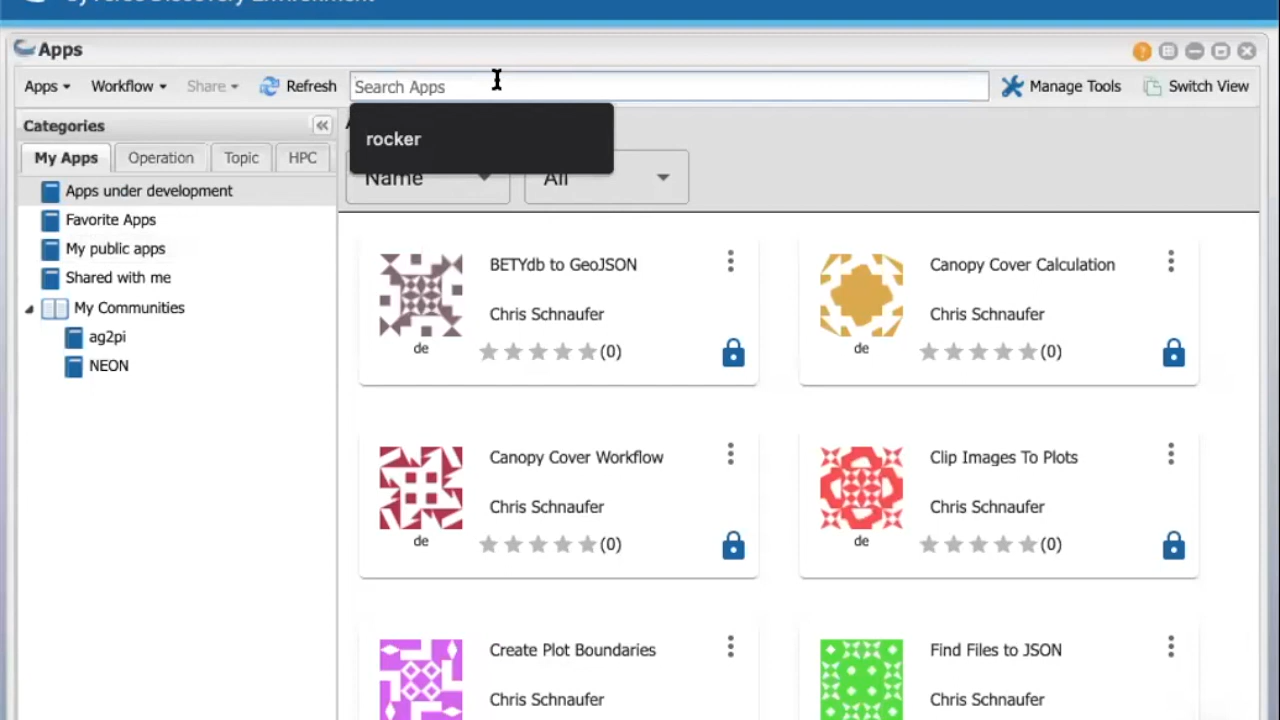 Apps
Apps Workflow Share Refresh Search Apps Manage Tools Switch View
rocker
Categories
My Apps Operation Topic HPC
Name All
Apps under development
Favorite Apps
My public apps
Shared with me
My Communities
ag2pi
NEON
BETYdb to GeoJSON
Chris Schnaufer
de
(0)
Canopy Cover Calculation
Chris Schnaufer
de
(0)
Canopy Cover Workflow
Chris Schnaufer
de
(0)
Clip Images To Plots
Chris Schnaufer
de
(0)
Create Plot Boundaries
Chris Schnaufer
Find Files to JSON
Chris Schnaufer